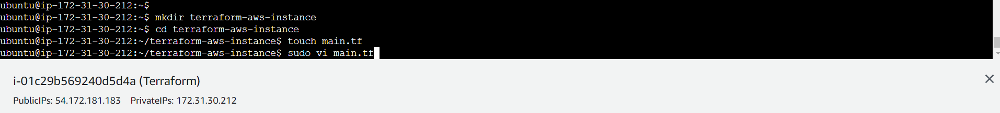 ubuntu@ip-172-31-30-212:~$
ubuntu@ip-172-31-30-212:~$ mkdir terraform-aws-instance
ubuntu@ip-172-31-30-212:~$ cd terraform-aws-instance
ubuntu@ip-172-31-30-212:~/terraform-aws-instance$ touch main.tf
ubuntu@ip-172-31-30-212:~/terraform-aws-instance$ sudo vi main.tf
i-01c29b569240d5d4a (Terraform)
PublicIPs: 54.172.181.183 PrivateIPs: 172.31.30.212